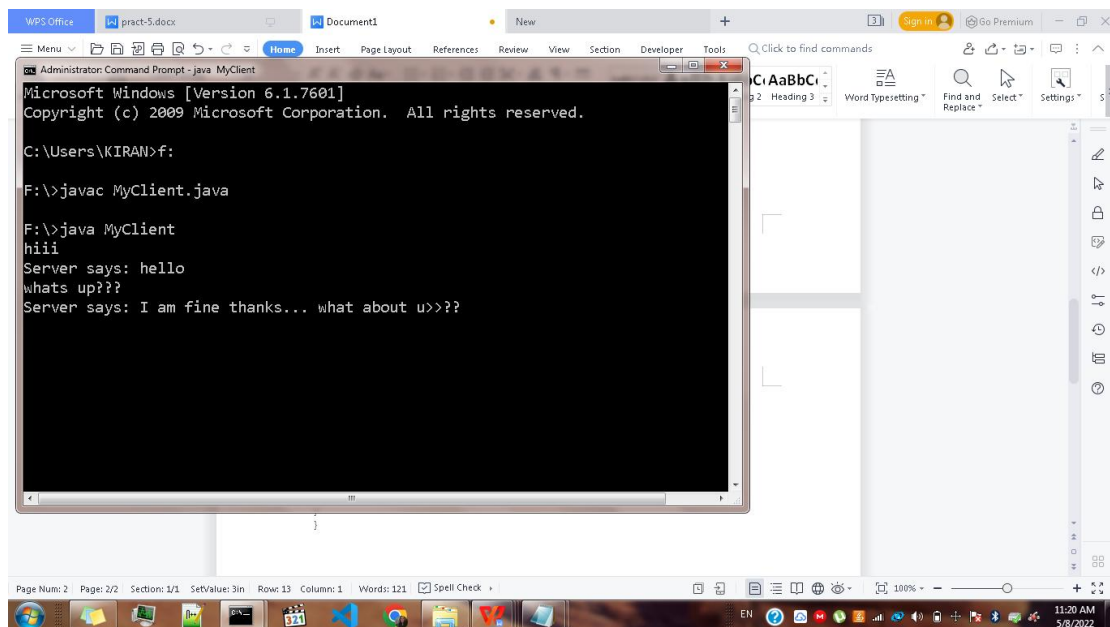 WPS Office pract-5.docx Document1 New + Sign in Go Premium
Menu Home Insert Page Layout References Review View Section Developer Tools Click to find commands
Administrator: Command Prompt - java MyClient
AaBbC
Heading 3 Word Typesetting Find and Replace Select Settings
Microsoft Windows [Version 6.1.7601]
Copyright (c) 2009 Microsoft Corporation.  All rights reserved.
C:\Users\KIRAN>f:
F:\>javac MyClient.java
F:\>java MyClient
hiii
Server says: hello
whats up???
Server says: I am fine thanks... what about u>>??
}
Page Num: 2 Page: 2/2 Section: 1/1 SetValue: 3in Row: 13 Column: 1 Words: 121 Spell Check 100%
321 EN 11:20 AM
5/8/2022